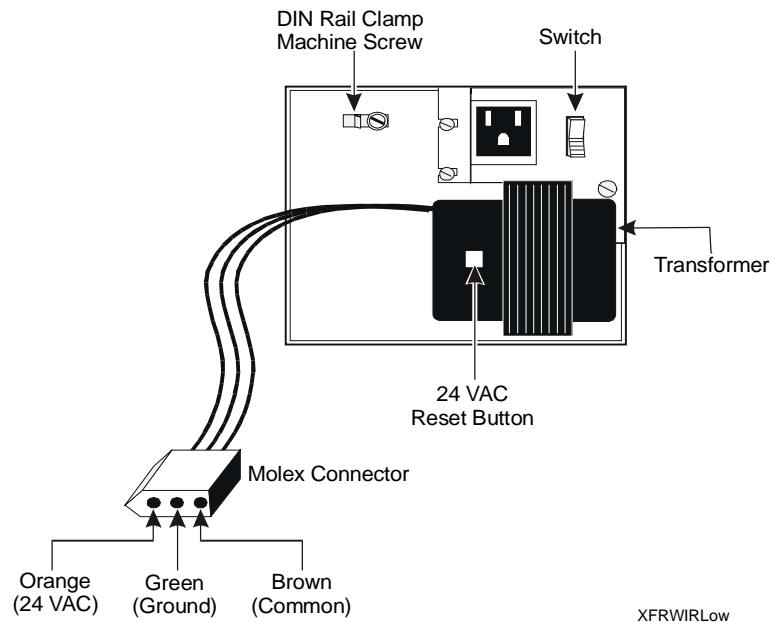 DIN Rail Clamp
Machine Screw
Switch
Transformer
24 VAC
Reset Button
Molex Connector
Orange
(24 VAC)
Green
(Ground)
Brown
(Common)
XFRWIRLow